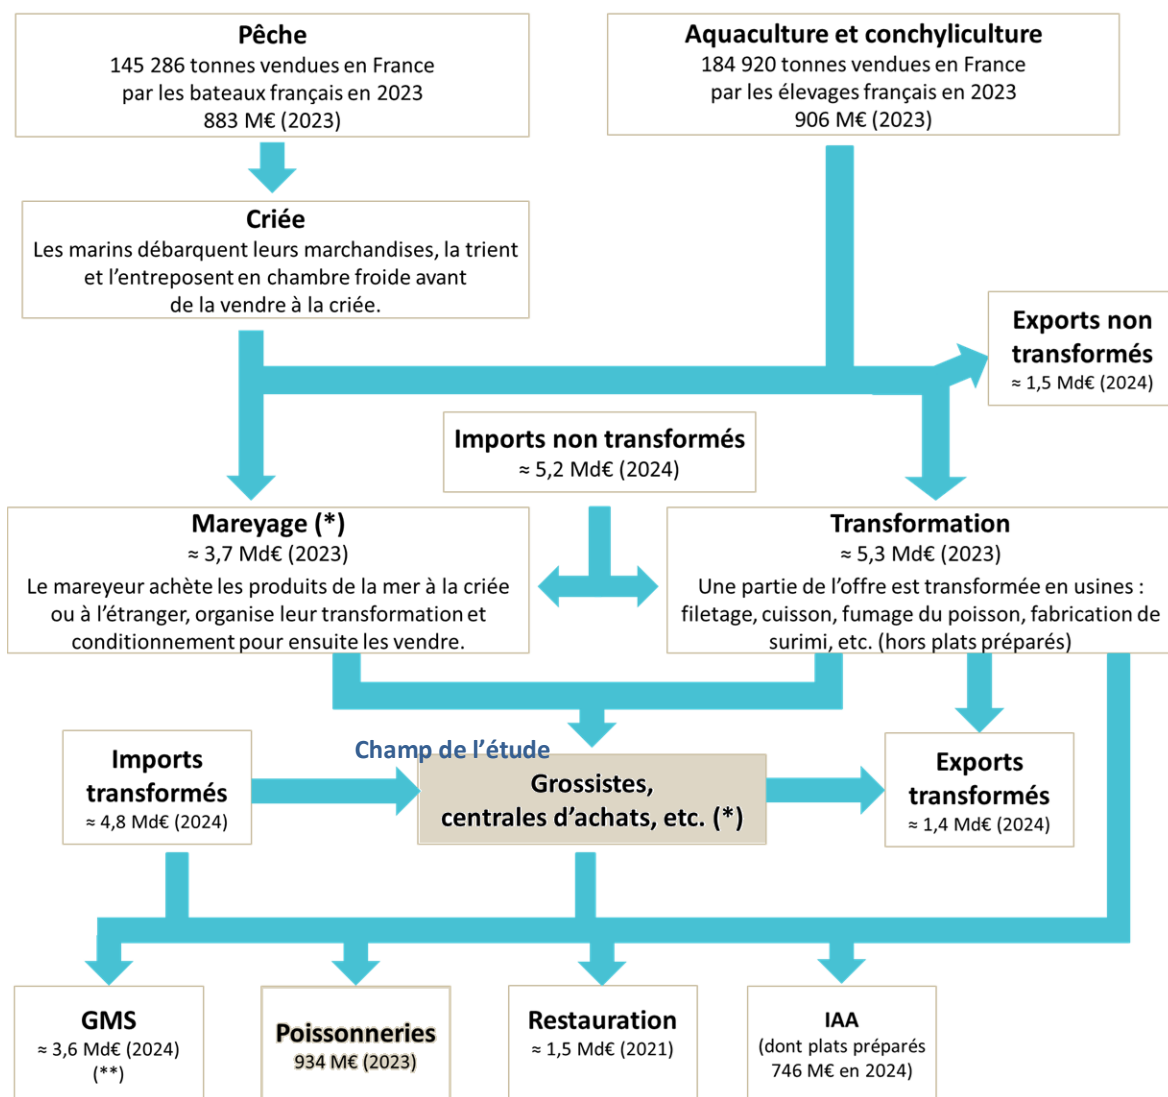 Pêche
145 286 tonnes vendues en France
par les bateaux français en 2023
883 M€ (2023)
Aquaculture et conchyliculture
184 920 tonnes vendues en France
par les élevages français en 2023
906 M€ (2023)
Criée
Les marins débarquent leurs marchandises, la trient
et l’entreposent en chambre froide avant
de la vendre à la criée.
Exports non
transformés
≈ 1,5 Md€ (2024)
Imports non transformés
≈ 5,2 Md€ (2024)
Mareyage (*)
≈ 3,7 Md€ (2023)
Le mareyeur achète les produits de la mer à la criée
ou à l’étranger, organise leur transformation et
conditionnement pour ensuite les vendre.
Transformation
≈ 5,3 Md€ (2023)
Une partie de l’offre est transformée en usines :
filetage, cuisson, fumage du poisson, fabrication de
surimi, etc. (hors plats préparés)
Champ de l’étude
Imports
transformés
≈ 4,8 Md€ (2024)
Grossistes,
centrales d’achats, etc. (*)
Exports
transformés
≈ 1,4 Md€ (2024)
GMS
≈ 3,6 Md€ (2024)
(**)
Poissonneries
934 M€ (2023)
Restauration
≈ 1,5 Md€ (2021)
IAA
(dont plats préparés
746 M€ en 2024)